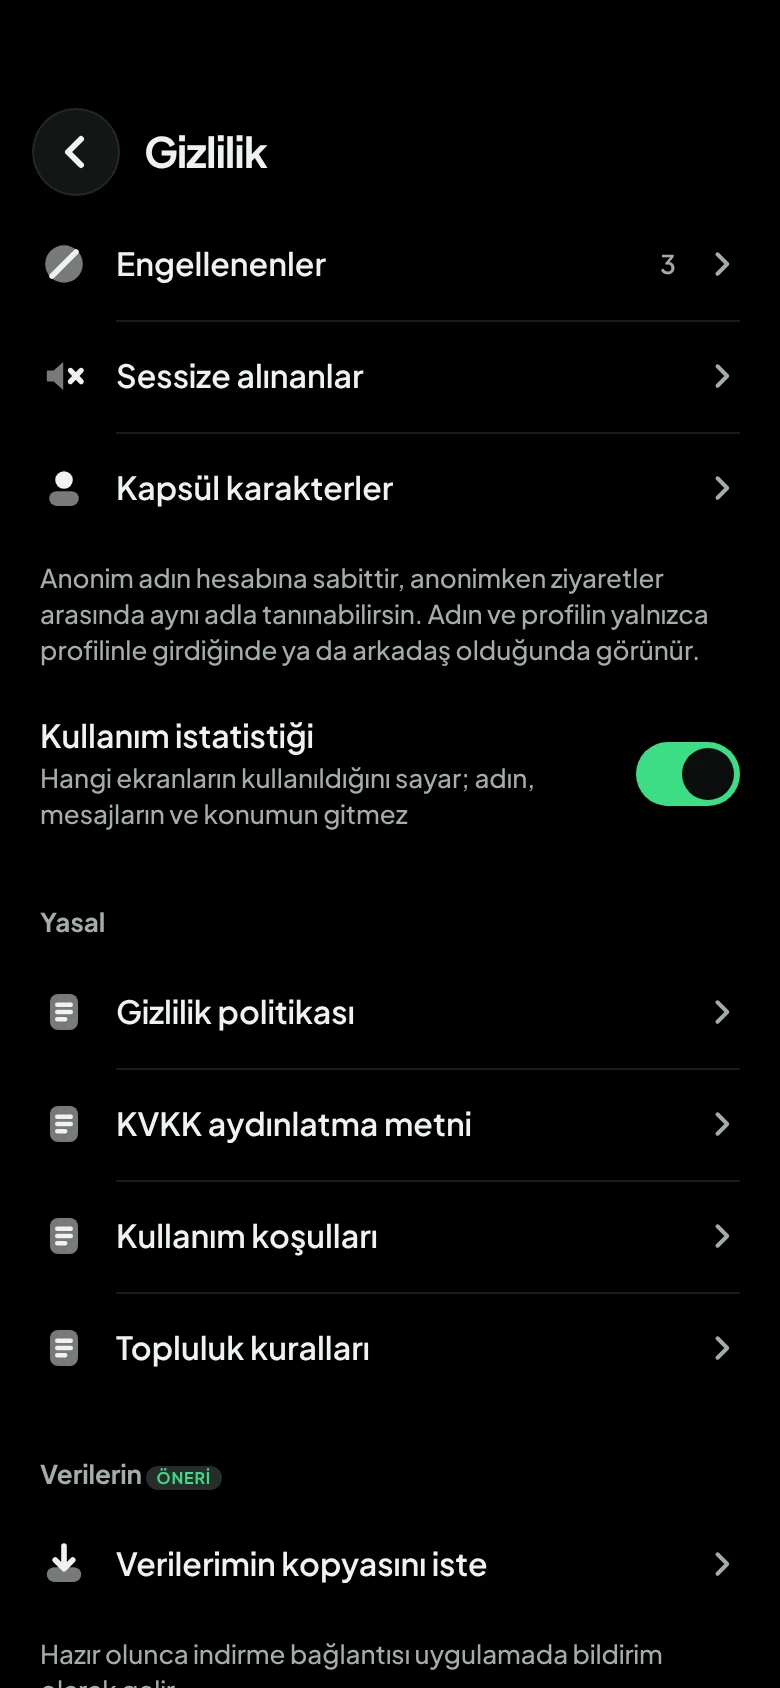 Gizlilik
Engellenenler 3
Sessize alınanlar
Kapsül karakterler
Anonim adın hesabına sabittir, anonimken ziyaretler
arasında aynı adla tanınabilirsin. Adın ve profilin yalnızca
profilinle girdiğinde ya da arkadaş olduğunda görünür.
Kullanım istatistiği
Hangi ekranların kullanıldığını sayar; adın,
mesajların ve konumun gitmez
Yasal
Gizlilik politikası
KVKK aydınlatma metni
Kullanım koşulları
Topluluk kuralları
Verilerin ÖNERİ
Verilerimin kopyasını iste
Hazır olunca indirme bağlantısı uygulamada bildirim
olarak gelir.